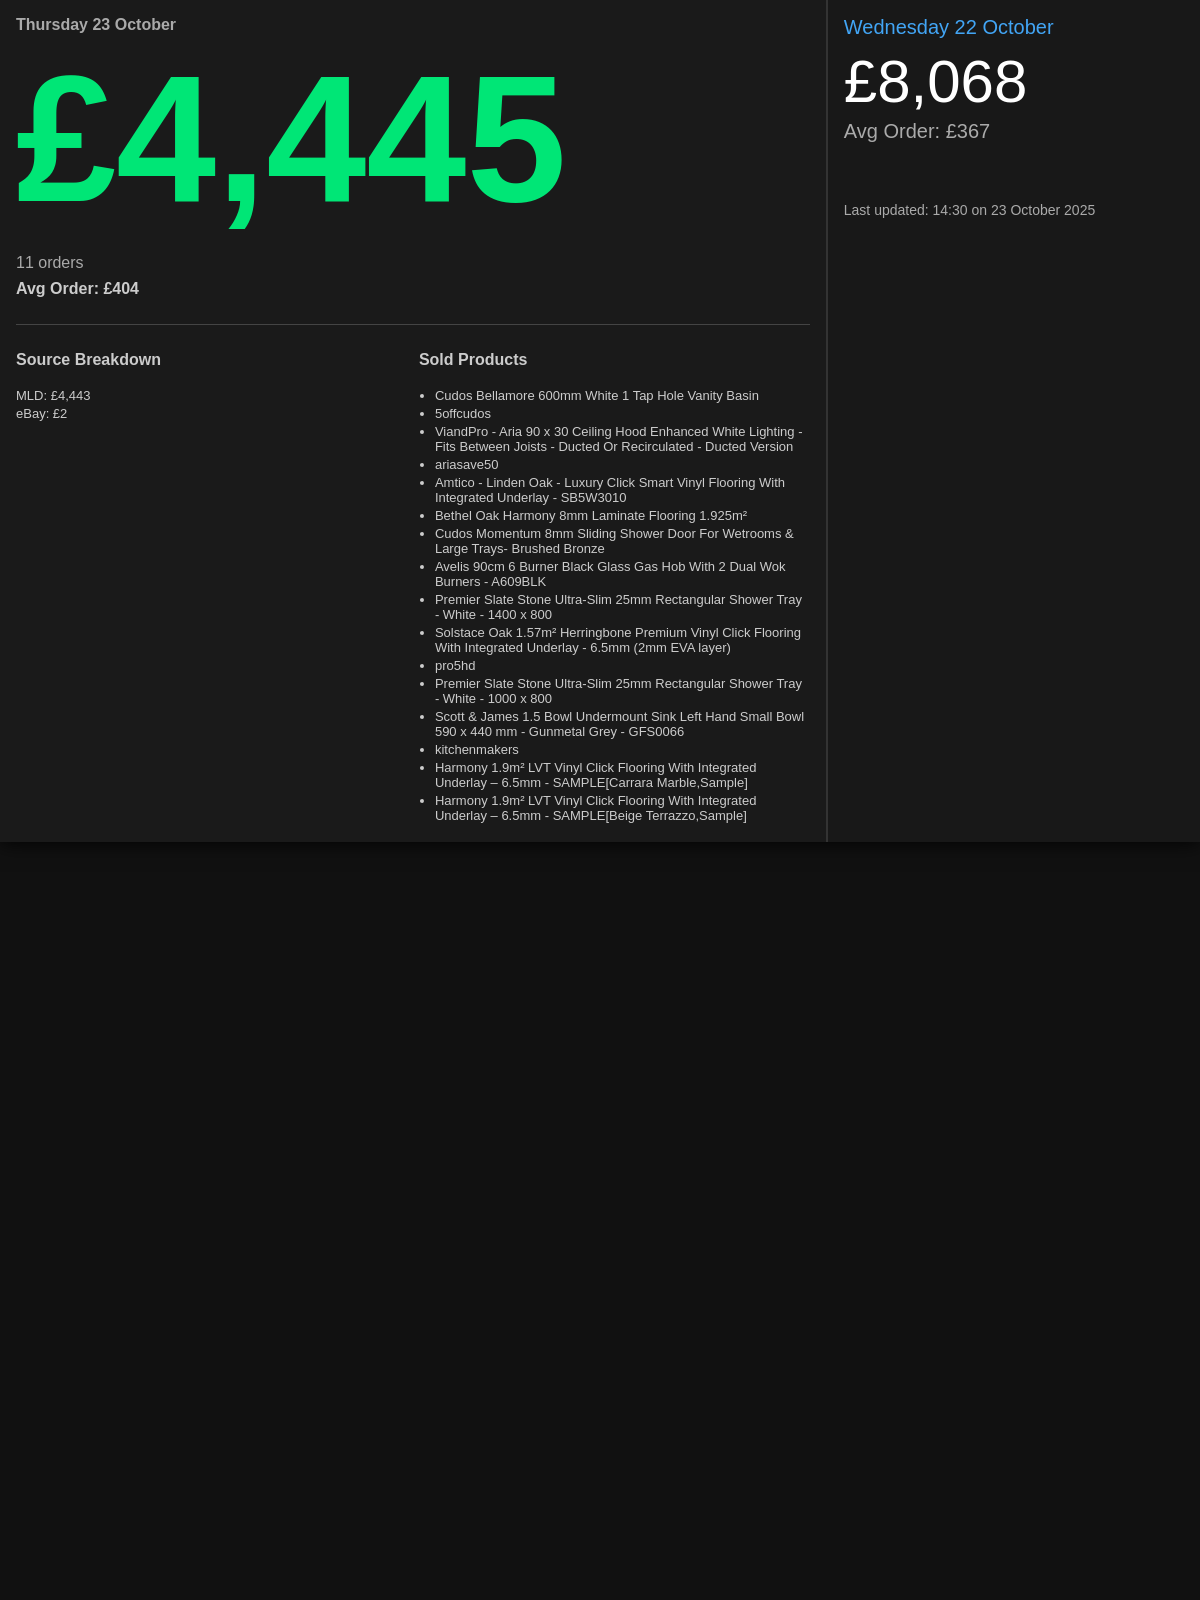 Thursday 23 October
£4,445
11 orders
Avg Order: £404
Source Breakdown
MLD: £4,443
eBay: £2
Sold Products
• Cudos Bellamore 600mm White 1 Tap Hole Vanity Basin
• 5offcudos
• ViandPro - Aria 90 x 30 Ceiling Hood Enhanced White Lighting -
Fits Between Joists - Ducted Or Recirculated - Ducted Version
• ariasave50
• Amtico - Linden Oak - Luxury Click Smart Vinyl Flooring With
Integrated Underlay - SB5W3010
• Bethel Oak Harmony 8mm Laminate Flooring 1.925m²
• Cudos Momentum 8mm Sliding Shower Door For Wetrooms &
Large Trays- Brushed Bronze
• Avelis 90cm 6 Burner Black Glass Gas Hob With 2 Dual Wok
Burners - A609BLK
• Premier Slate Stone Ultra-Slim 25mm Rectangular Shower Tray
- White - 1400 x 800
• Solstace Oak 1.57m² Herringbone Premium Vinyl Click Flooring
With Integrated Underlay - 6.5mm (2mm EVA layer)
• pro5hd
• Premier Slate Stone Ultra-Slim 25mm Rectangular Shower Tray
- White - 1000 x 800
• Scott & James 1.5 Bowl Undermount Sink Left Hand Small Bowl
590 x 440 mm - Gunmetal Grey - GFS0066
• kitchenmakers
• Harmony 1.9m² LVT Vinyl Click Flooring With Integrated
Underlay – 6.5mm - SAMPLE[Carrara Marble,Sample]
• Harmony 1.9m² LVT Vinyl Click Flooring With Integrated
Underlay – 6.5mm - SAMPLE[Beige Terrazzo,Sample]
Wednesday 22 October
£8,068
Avg Order: £367
Last updated: 14:30 on 23 October 2025